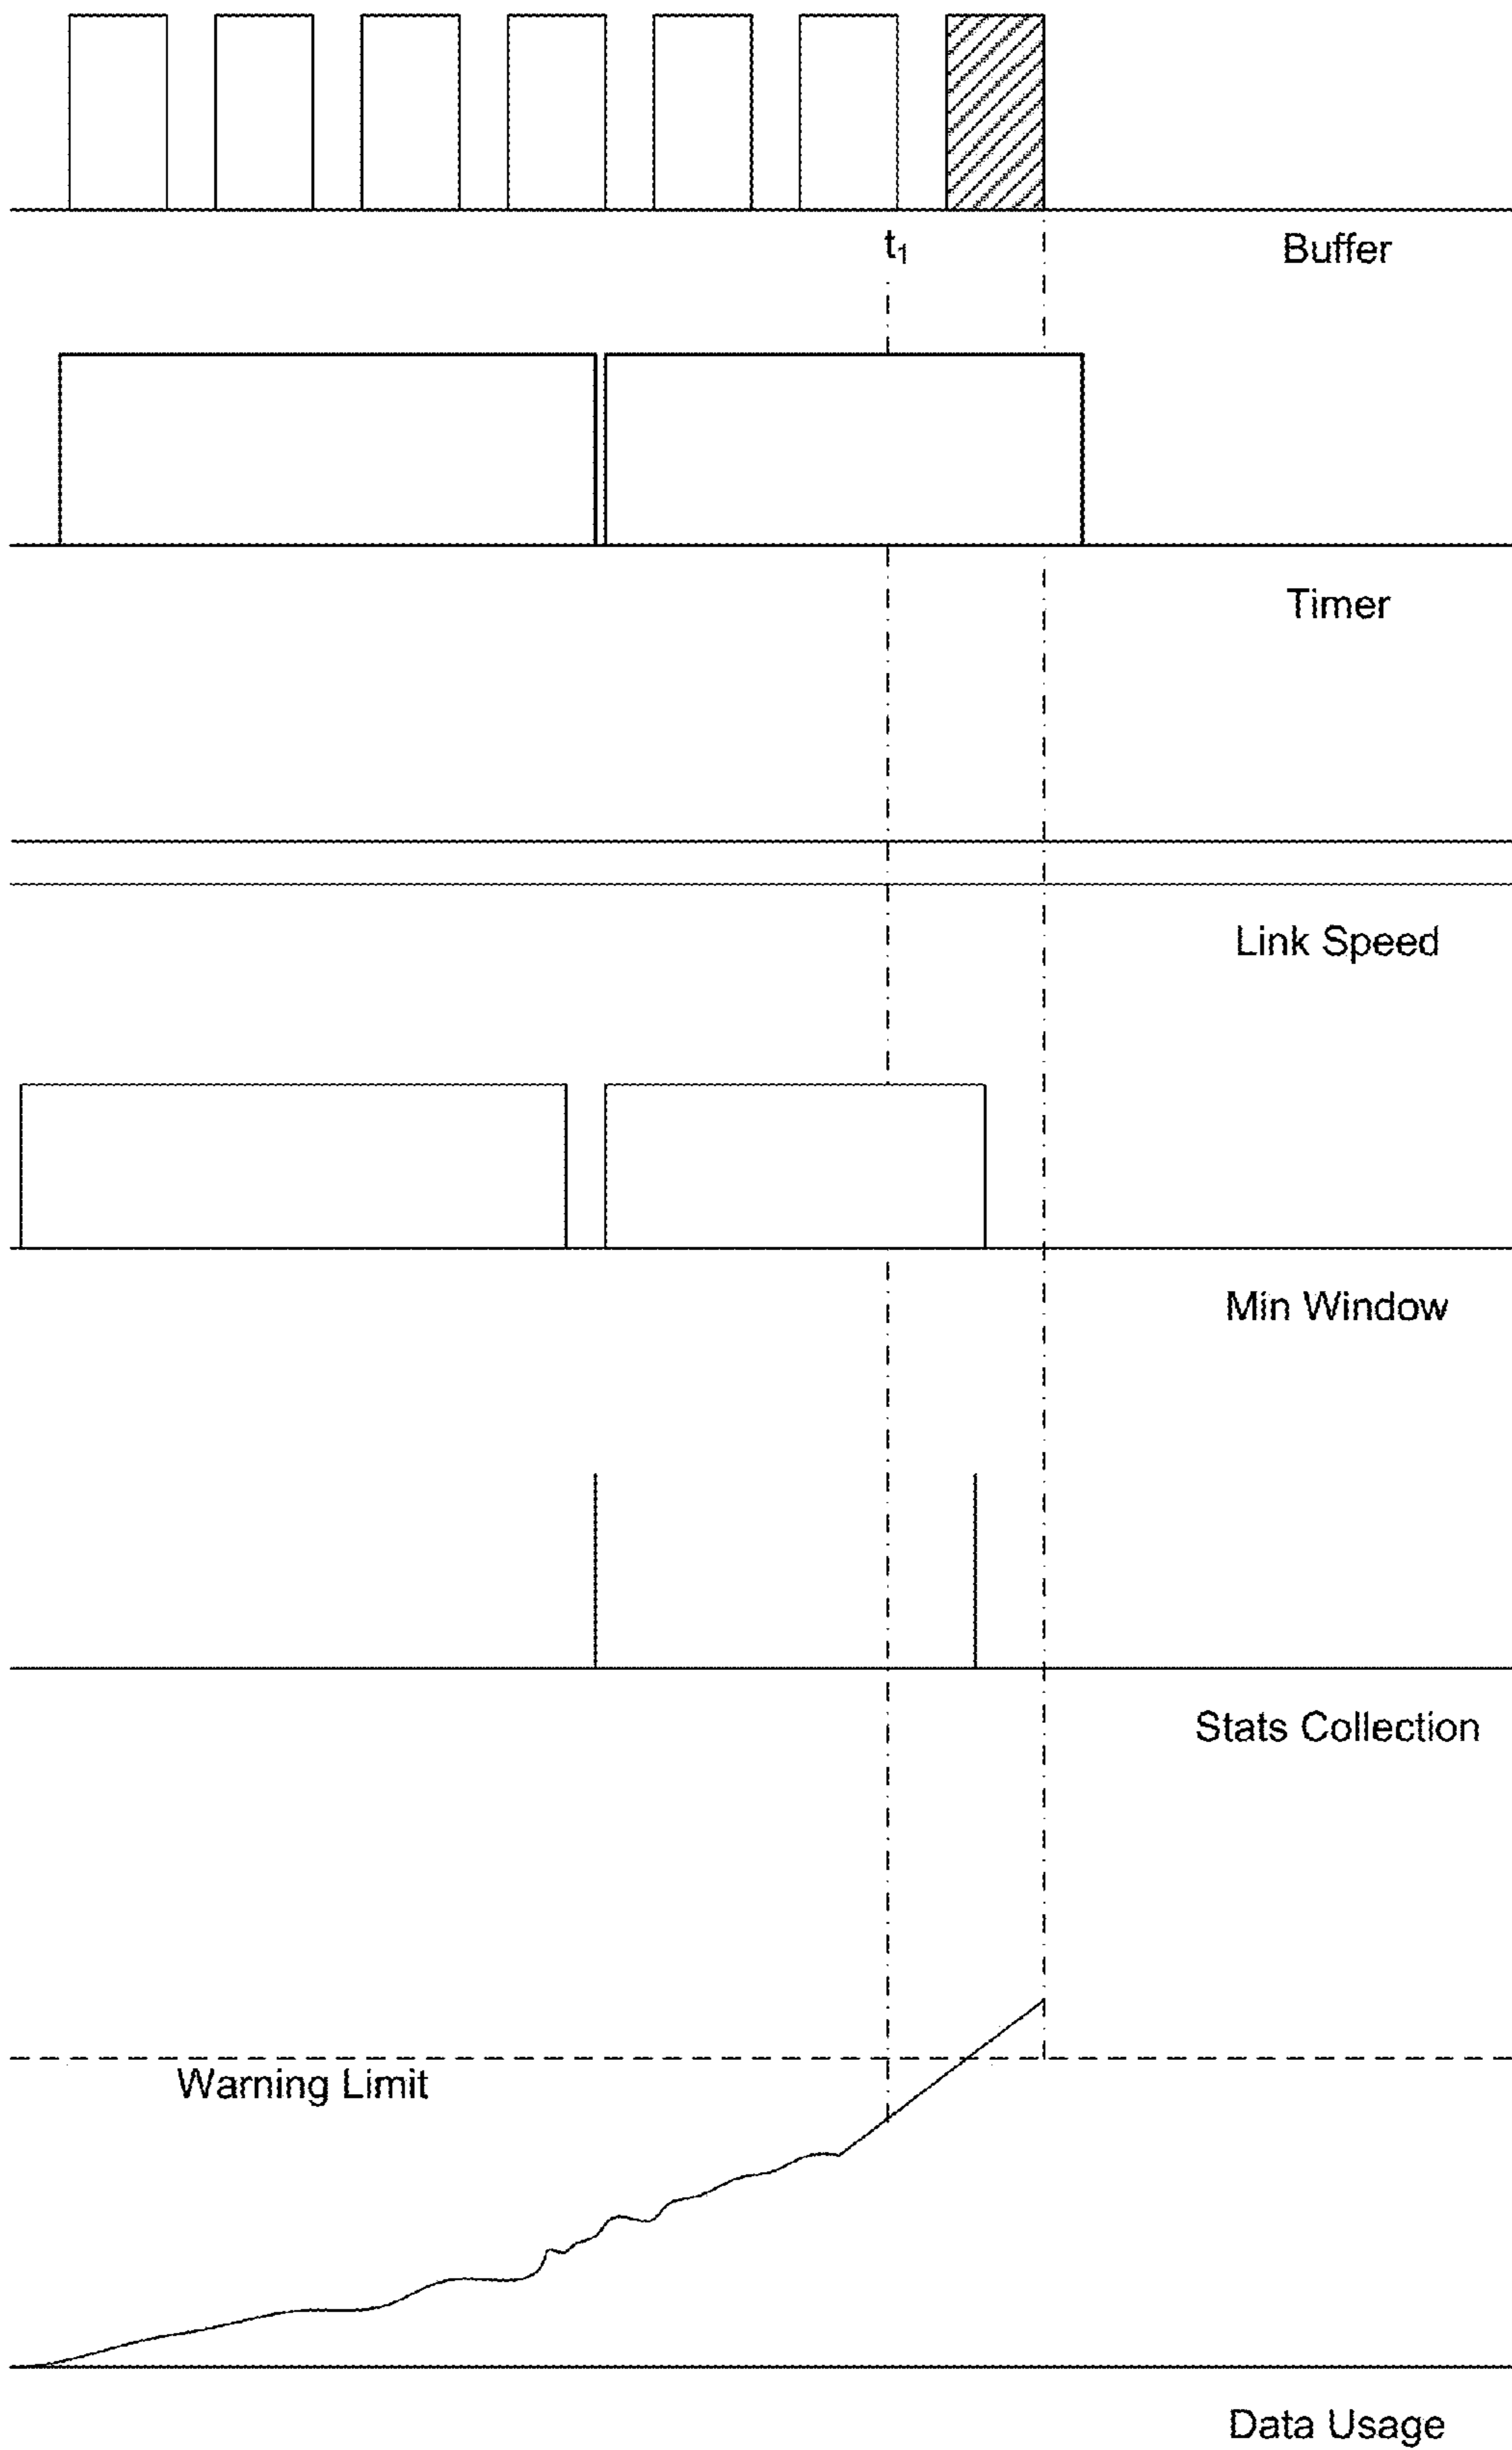 t₁
Buffer
Timer
Link Speed
Min Window
Stats Collection
Warning Limit
Data Usage